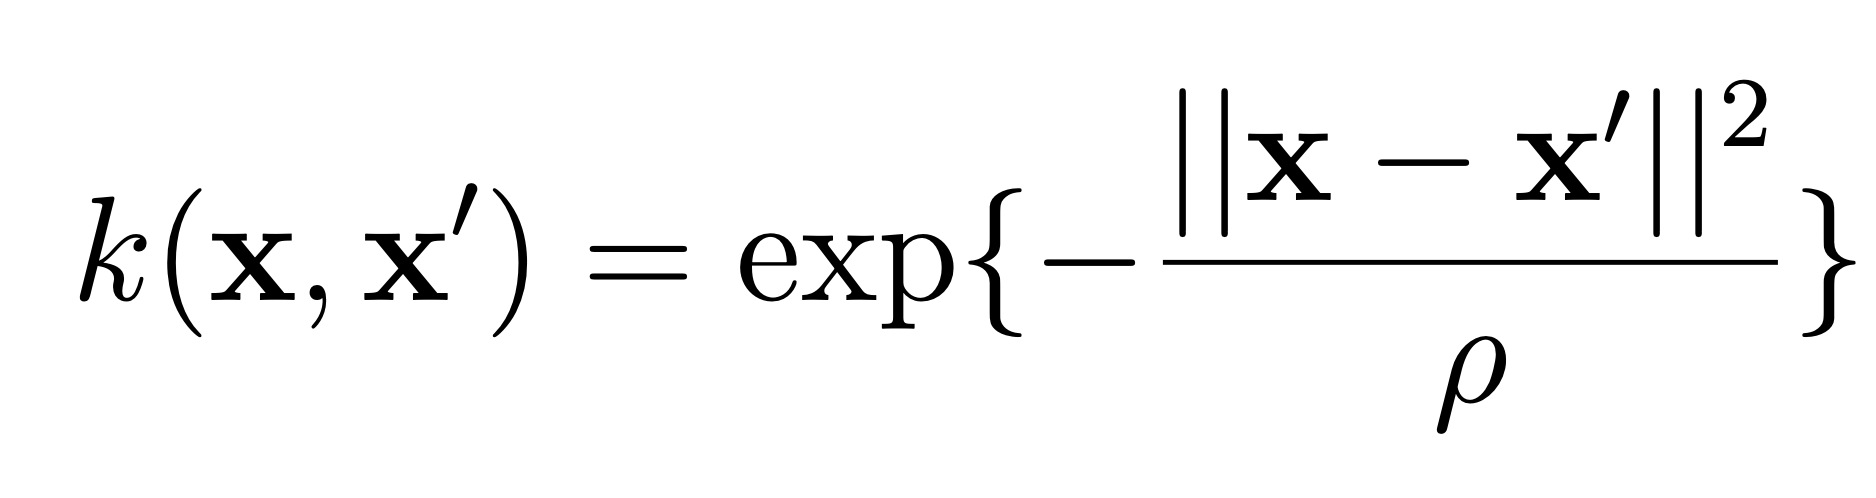 k(𝐱, 𝐱′) = exp{−||𝐱 − 𝐱′||² / ρ}